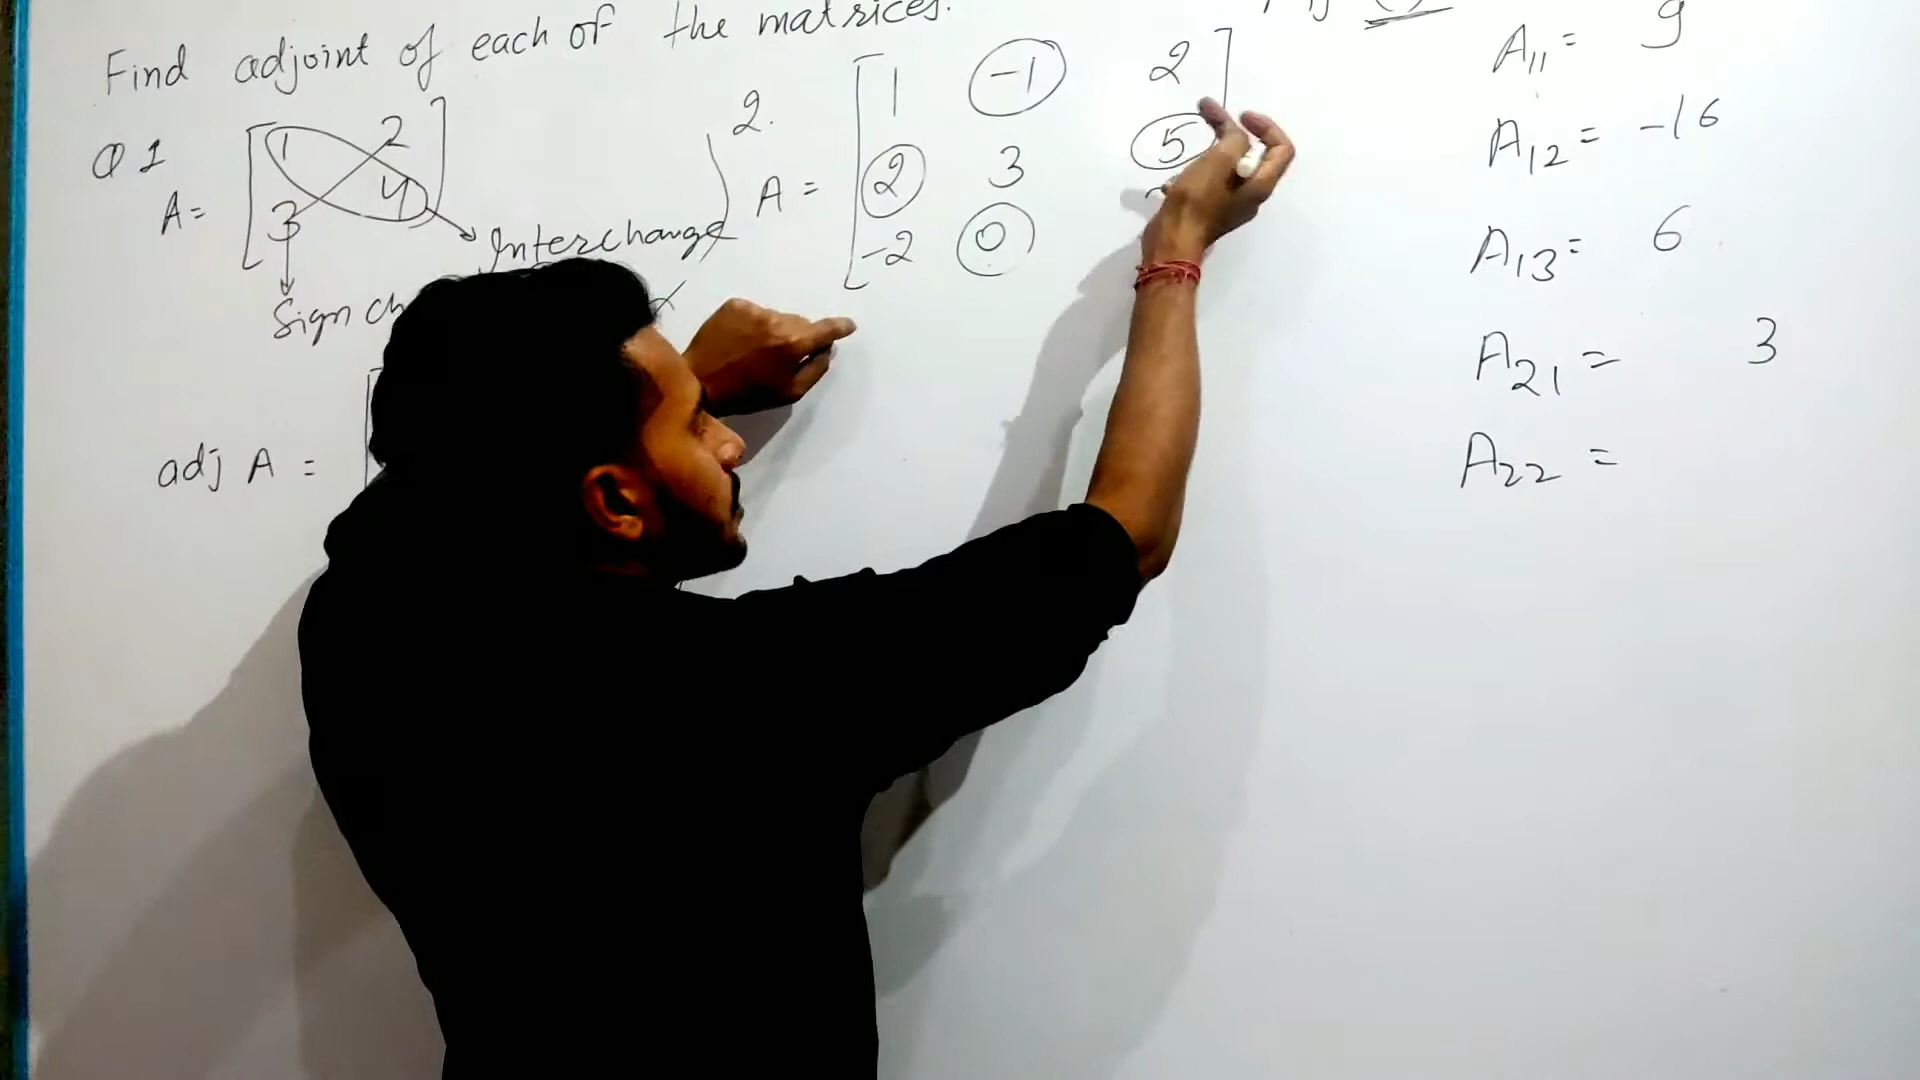 Find adjoint of each of the matrices.
Q 1
A = [ 1 2
3 4 ]
Interchange
Sign ch
adj A = [
2.
A = [ 1 -1 2
2 3 5
-2 0
A11 = 9
A12 = -16
A13 = 6
A21 = 3
A22 =